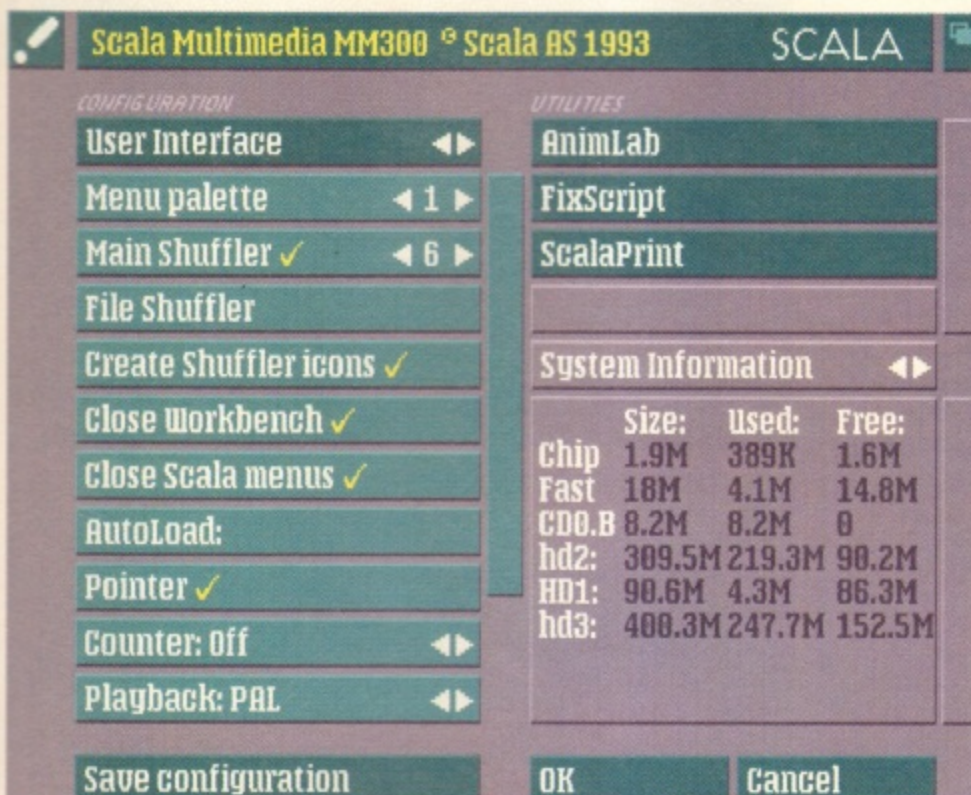 Scala Multimedia MM300 © Scala AS 1993 SCALA
CONFIGURATION
User Interface
Menu palette 1
Main Shuffler ✓ 6
File Shuffler
Create Shuffler icons ✓
Close Workbench ✓
Close Scala menus ✓
AutoLoad:
Pointer ✓
Counter: Off
Playback: PAL
Save configuration
UTILITIES
AnimLab
FixScript
ScalaPrint
System Information
Size: Used: Free:
Chip 1.9M 389K 1.6M
Fast 18M 4.1M 14.8M
CD0.B 8.2M 8.2M 0
hd2: 309.5M 219.3M 90.2M
HD1: 90.6M 4.3M 86.3M
hd3: 400.3M 247.7M 152.5M
OK Cancel